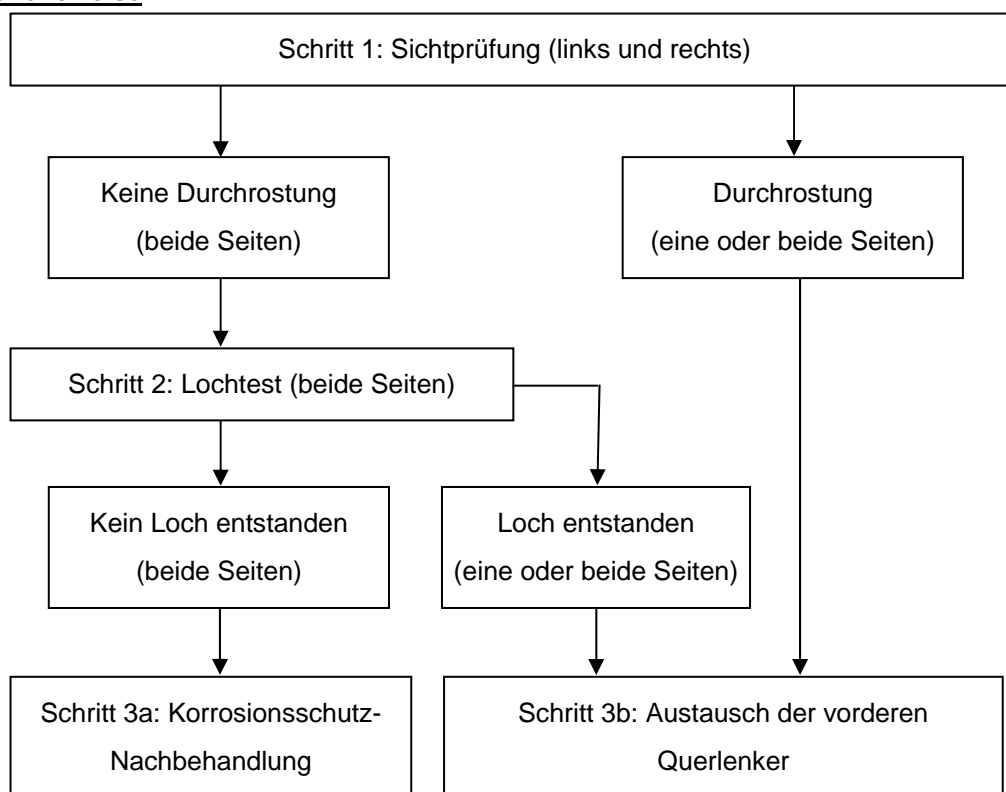 Schritt 1: Sichtprüfung (links und rechts)
Keine Durchrostung
(beide Seiten)
Durchrostung
(eine oder beide Seiten)
Schritt 2: Lochtest (beide Seiten)
Kein Loch entstanden
(beide Seiten)
Loch entstanden
(eine oder beide Seiten)
Schritt 3a: Korrosionsschutz-
Nachbehandlung
Schritt 3b: Austausch der vorderen
Querlenker